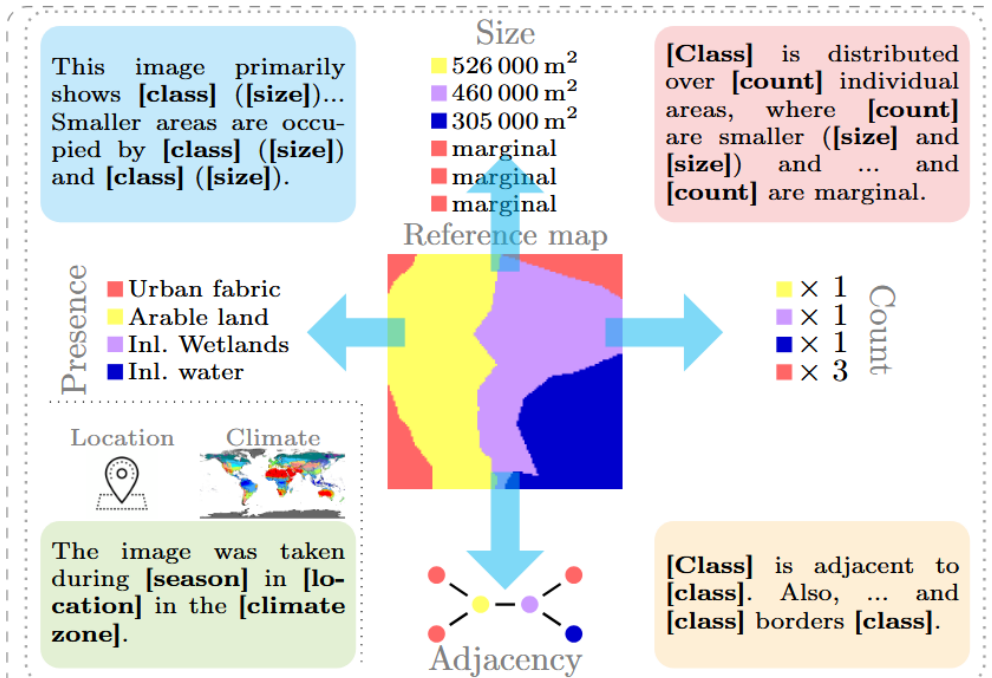 This image primarily
shows [class] ([size])...
Smaller areas are occu-
pied by [class] ([size])
and [class] ([size]).
Size
526 000 m²
460 000 m²
305 000 m²
marginal
marginal
marginal
[Class] is distributed
over [count] individual
areas, where [count]
are smaller ([size] and
[size]) and ... and
[count] are marginal.
Reference map
Presence
Urban fabric
Arable land
Inl. Wetlands
Inl. water
× 1
× 1
× 1
× 3
Count
Location
Climate
The image was taken
during [season] in [lo-
cation] in the [climate
zone].
Adjacency
[Class] is adjacent to
[class]. Also, ... and
[class] borders [class].